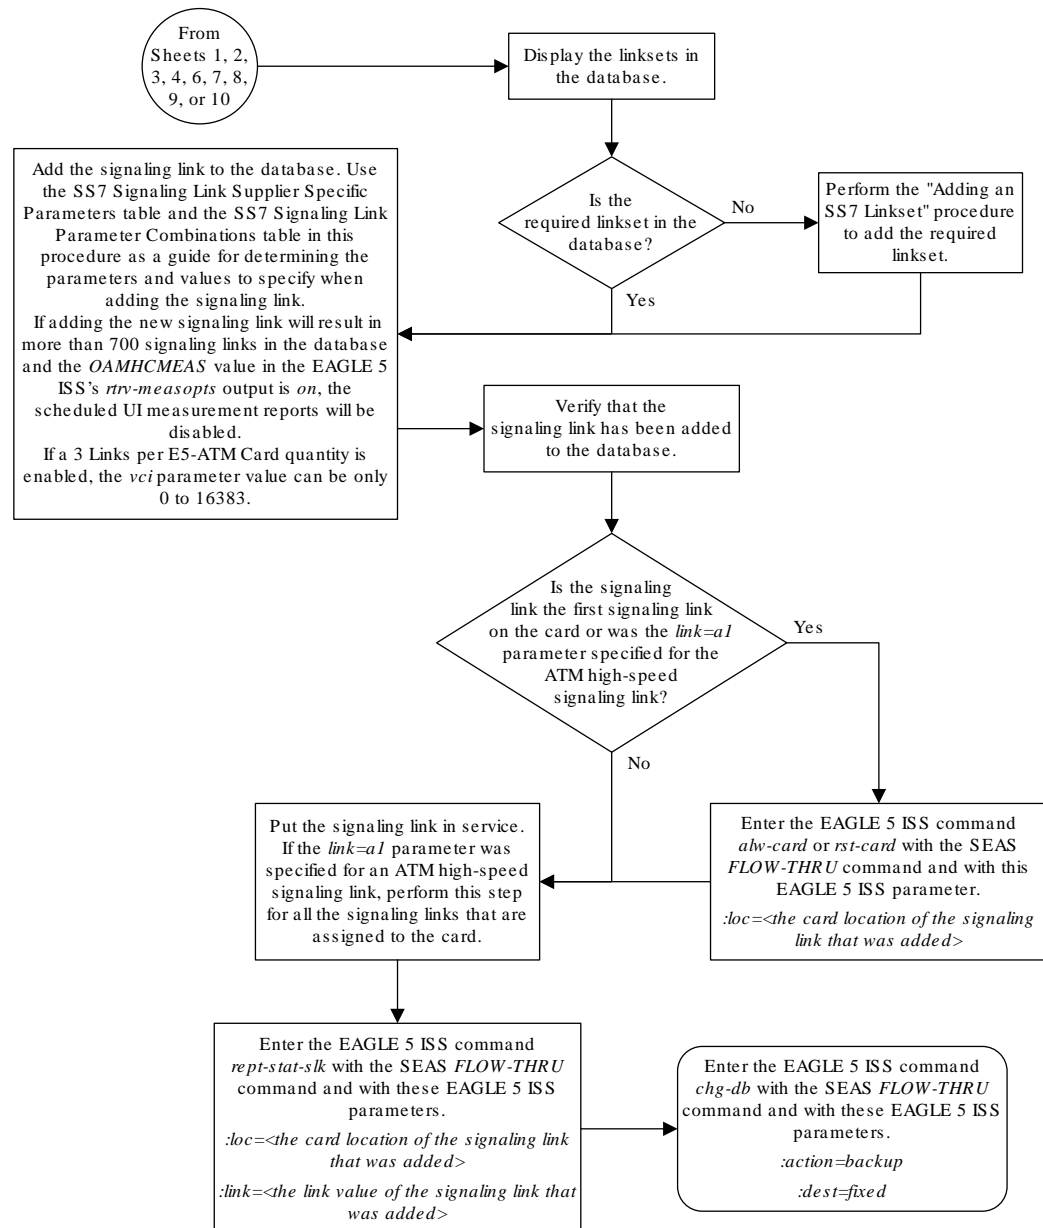 From
Sheets 1, 2,
3, 4, 6, 7, 8,
9, or 10
Display the linksets in
the database.
Is the
required linkset in the
database?
No
Yes
Perform the "Adding an
SS7 Linkset" procedure
to add the required
linkset.
Add the signaling link to the database. Use
the SS7 Signaling Link Supplier Specific
Parameters table and the SS7 Signaling Link
Parameter Combinations table in this
procedure as a guide for determining the
parameters and values to specify when
adding the signaling link.
If adding the new signaling link will result in
more than 700 signaling links in the database
and the OAMHCMEAS value in the EAGLE 5
ISS’s rtrv-measopts output is on, the
scheduled UI measurement reports will be
disabled.
If a 3 Links per E5-ATM Card quantity is
enabled, the vci parameter value can be only
0 to 16383.
Verify that the
signaling link has been added
to the database.
Is the signaling
link the first signaling link
on the card or was the link=a1
parameter specified for the
ATM high-speed
signaling link?
Yes
No
Enter the EAGLE 5 ISS command
alw-card or rst-card with the SEAS
FLOW-THRU command and with this
EAGLE 5 ISS parameter.
:loc=<the card location of the signaling
link that was added>
Put the signaling link in service.
If the link=a1 parameter was
specified for an ATM high-speed
signaling link, perform this step
for all the signaling links that are
assigned to the card.
Enter the EAGLE 5 ISS command
rept-stat-slk with the SEAS FLOW-THRU
command and with these EAGLE 5 ISS
parameters.
:loc=<the card location of the signaling link
that was added>
:link=<the link value of the signaling link that
was added>
Enter the EAGLE 5 ISS command
chg-db with the SEAS FLOW-THRU
command and with these EAGLE 5 ISS
parameters.
:action=backup
:dest=fixed